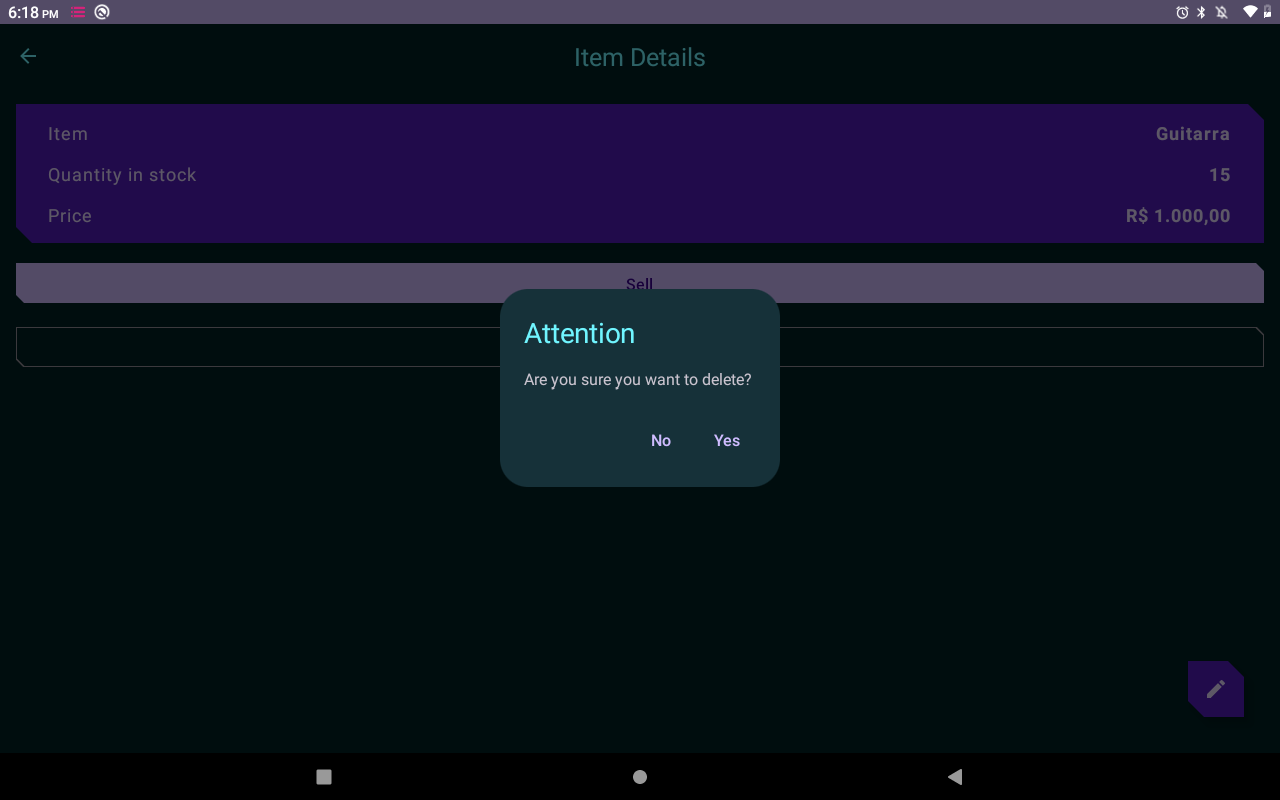 6:18 PM
Item Details
Item Guitarra
Quantity in stock 15
Price R$ 1.000,00
Sell
Attention
Are you sure you want to delete?
No Yes